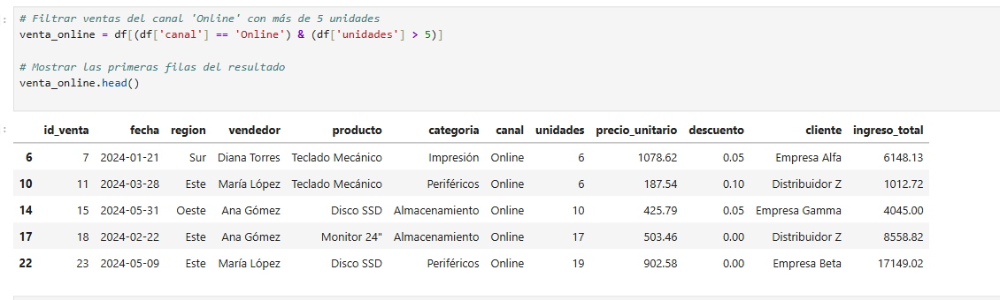 # Filtrar ventas del canal 'Online' con más de 5 unidades
venta_online = df[(df['canal'] == 'Online') & (df['unidades'] > 5)]
# Mostrar las primeras filas del resultado
venta_online.head()
id_venta fecha region vendedor producto categoria canal unidades precio_unitario descuento cliente ingreso_total
6 7 2024-01-21 Sur Diana Torres Teclado Mecánico Impresión Online 6 1078.62 0.05 Empresa Alfa 6148.13
10 11 2024-03-28 Este María López Teclado Mecánico Periféricos Online 6 187.54 0.10 Distribuidor Z 1012.72
14 15 2024-05-31 Oeste Ana Gómez Disco SSD Almacenamiento Online 10 425.79 0.05 Empresa Gamma 4045.00
17 18 2024-02-22 Este Ana Gómez Monitor 24" Almacenamiento Online 17 503.46 0.00 Distribuidor Z 8558.82
22 23 2024-05-09 Este María López Disco SSD Periféricos Online 19 902.58 0.00 Empresa Beta 17149.02